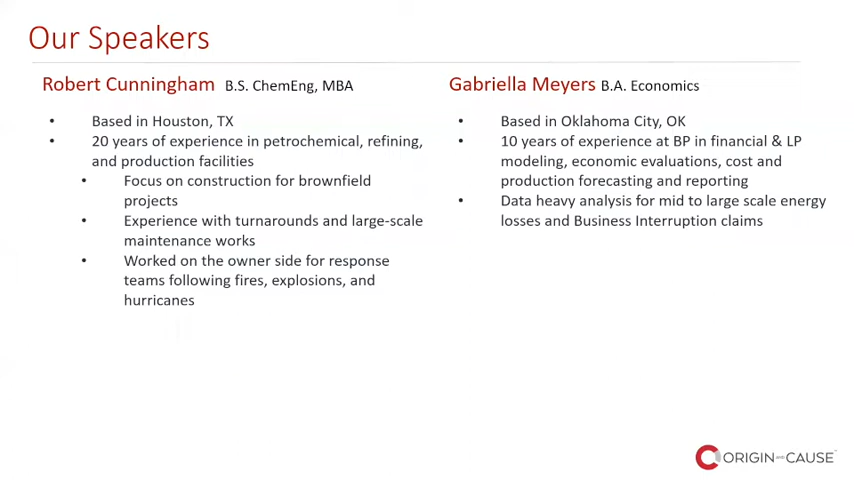 Our Speakers
Robert Cunningham B.S. ChemEng, MBA
• Based in Houston, TX
• 20 years of experience in petrochemical, refining,
and production facilities
• Focus on construction for brownfield
projects
• Experience with turnarounds and large-scale
maintenance works
• Worked on the owner side for response
teams following fires, explosions, and
hurricanes
Gabriella Meyers B.A. Economics
• Based in Oklahoma City, OK
• 10 years of experience at BP in financial & LP
modeling, economic evaluations, cost and
production forecasting and reporting
• Data heavy analysis for mid to large scale energy
losses and Business Interruption claims
ORIGIN AND CAUSE